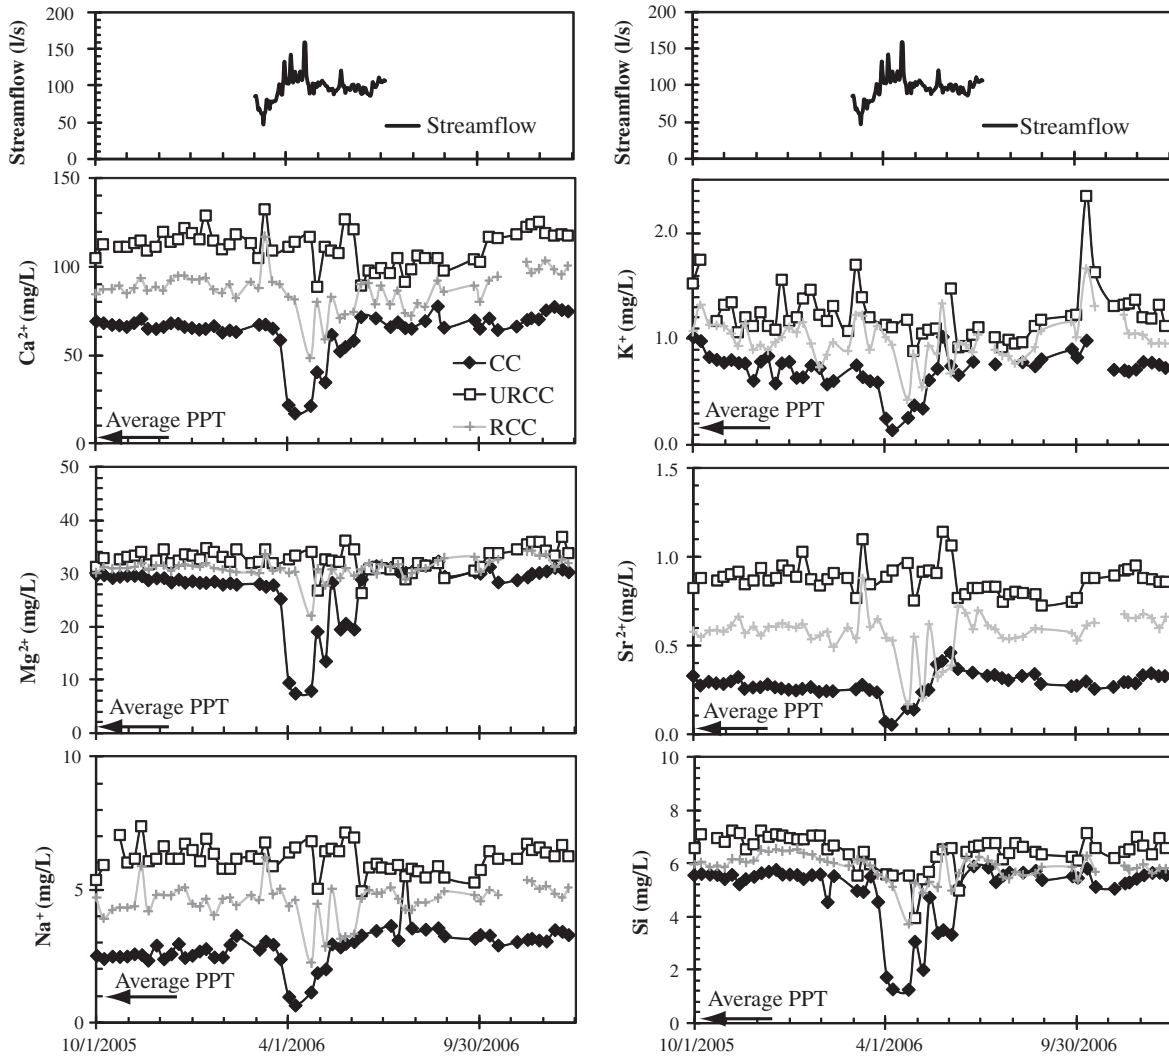 Streamflow (l/s)
200
150
100
50
0
Streamflow
Streamflow (l/s)
200
150
100
50
0
Streamflow
Ca²⁺ (mg/L)
150
100
50
0
CC
URCC
RCC
Average PPT
K⁺ (mg/L)
2.0
1.0
0.0
Average PPT
Mg²⁺ (mg/L)
50
40
30
20
10
0
Average PPT
Sr²⁺ (mg/L)
1.5
1.0
0.5
0.0
Average PPT
Na⁺ (mg/L)
10
5
0
Average PPT
10/1/2005
4/1/2006
9/30/2006
Si (mg/L)
10
8
6
4
2
0
Average PPT
10/1/2005
4/1/2006
9/30/2006